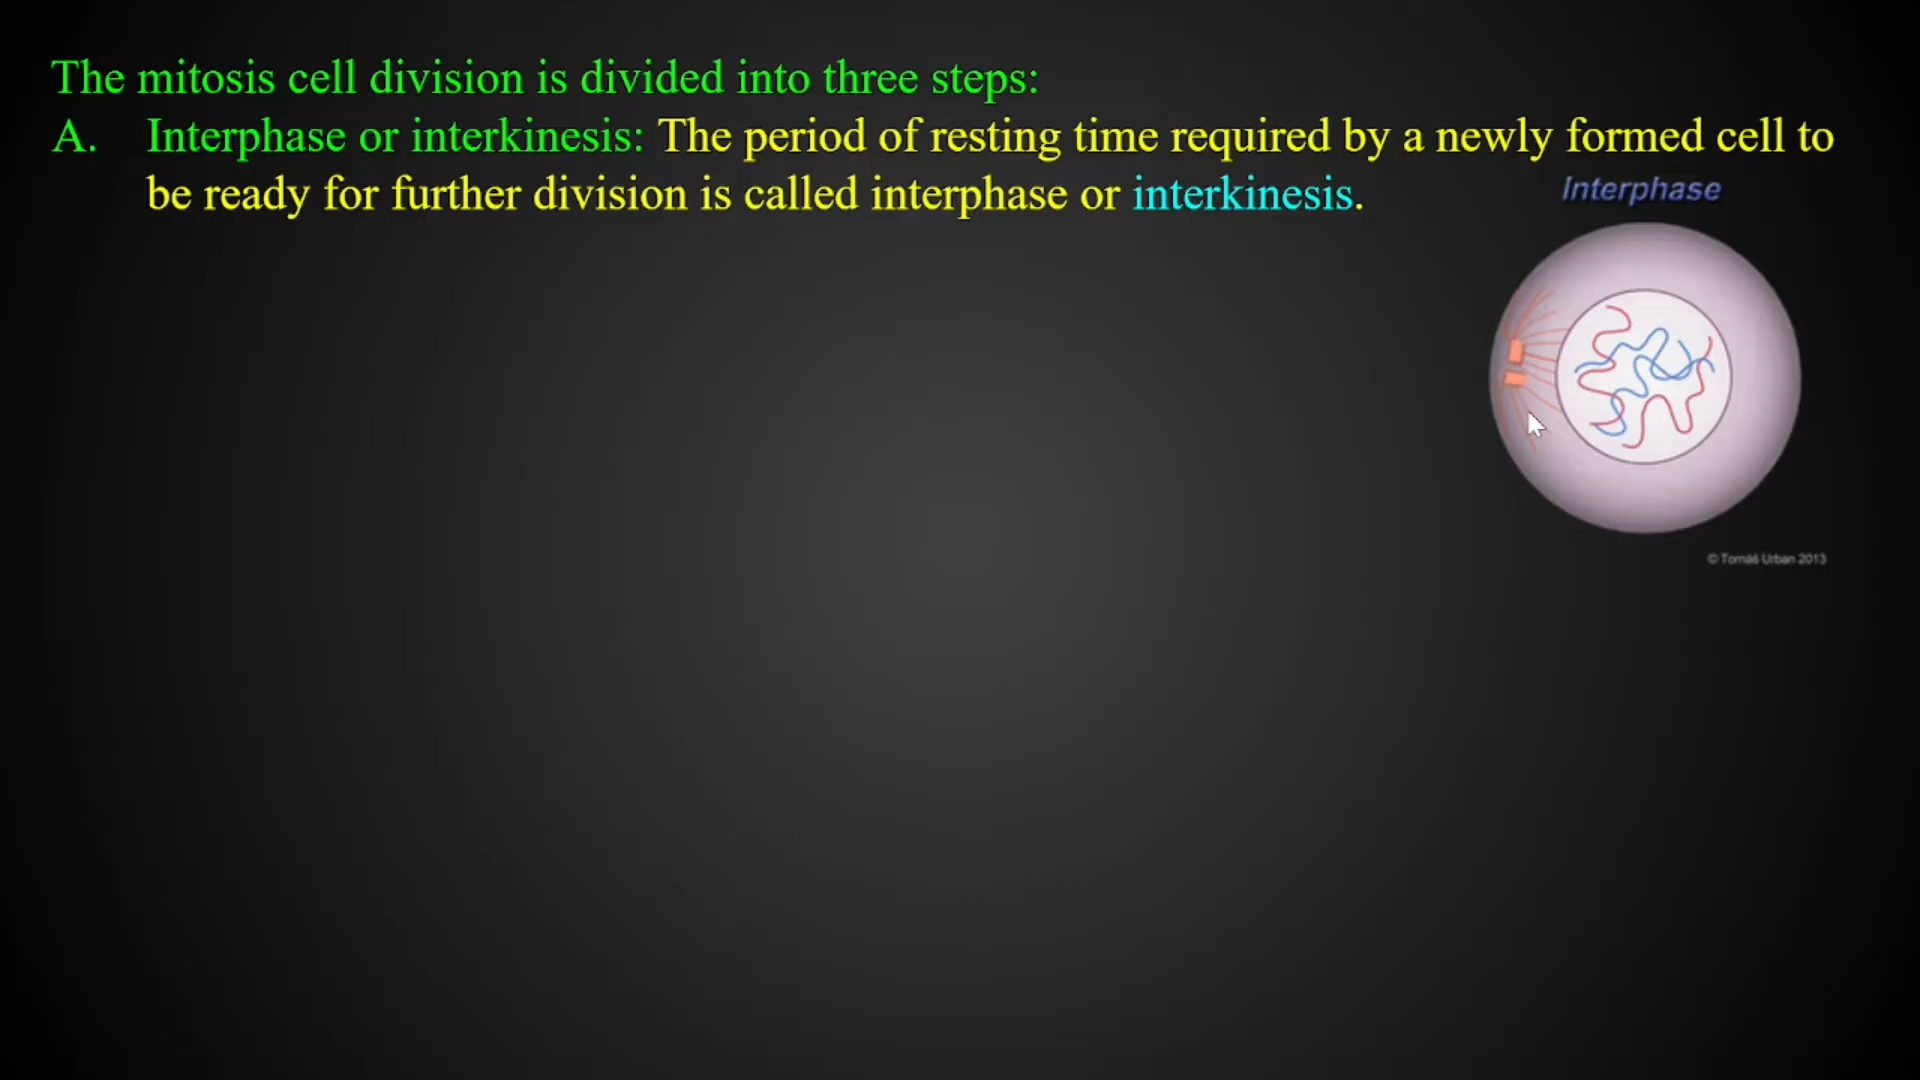 The mitosis cell division is divided into three steps:
A. Interphase or interkinesis: The period of resting time required by a newly formed cell to
be ready for further division is called interphase or interkinesis.
Interphase
© Tomáš Urban 2013